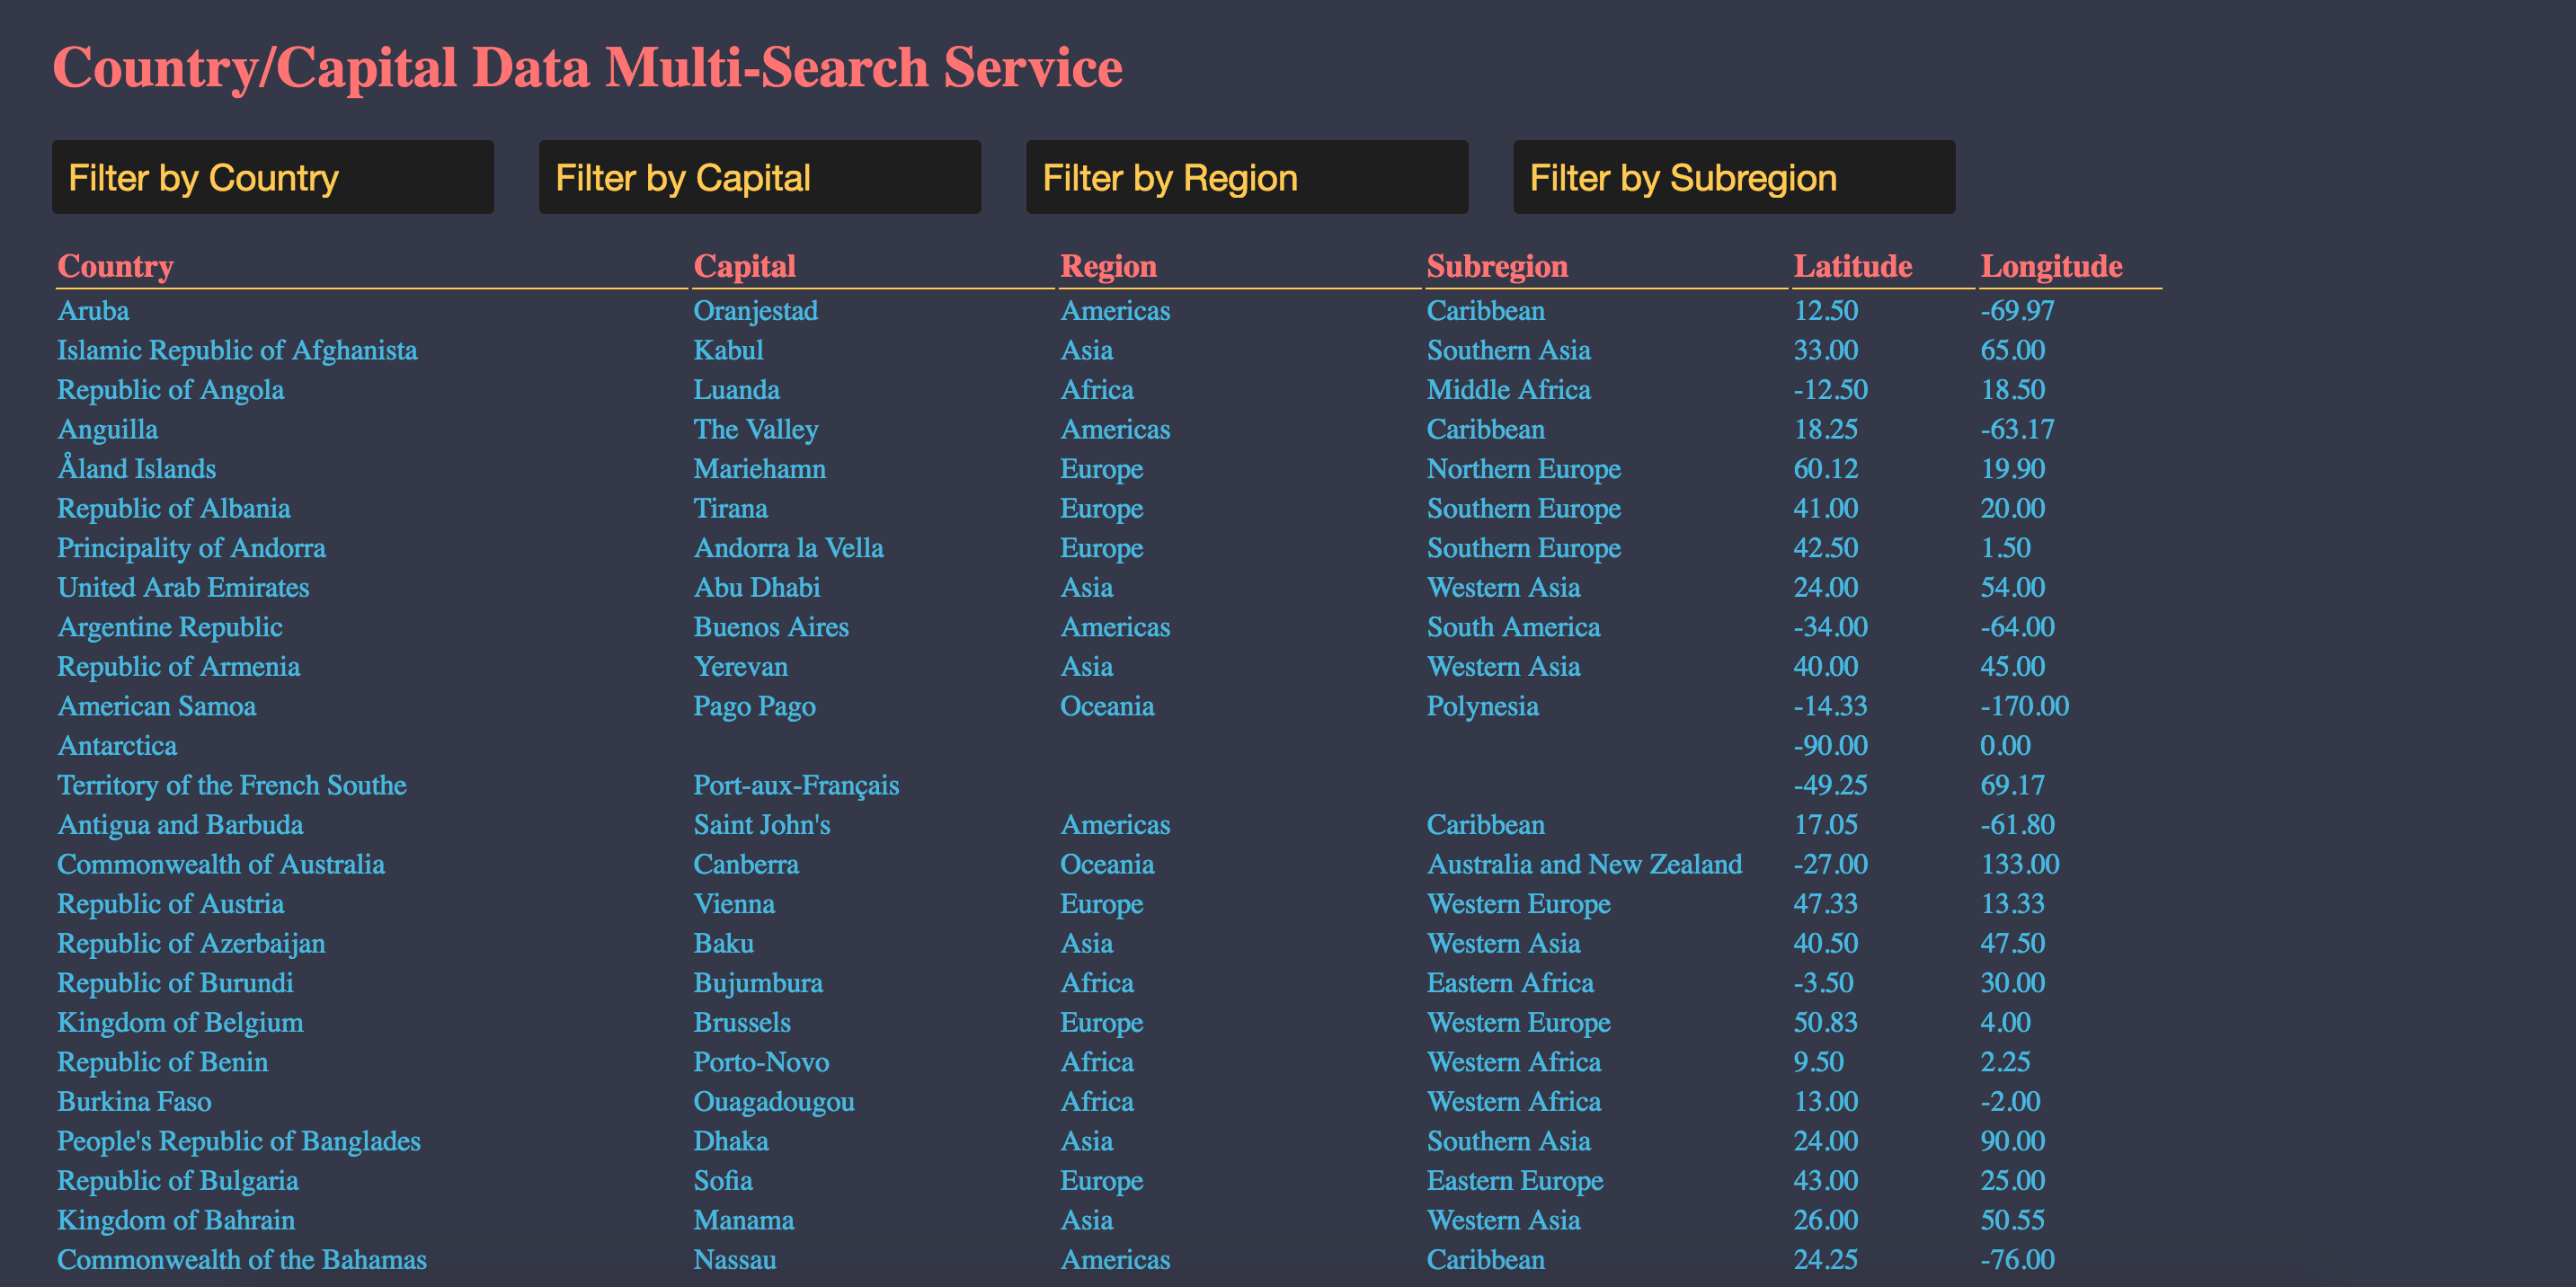 Country/Capital Data Multi-Search Service
Filter by Country Filter by Capital Filter by Region Filter by Subregion
Country Capital Region Subregion Latitude Longitude
Aruba Oranjestad Americas Caribbean 12.50 -69.97
Islamic Republic of Afghanista Kabul Asia Southern Asia 33.00 65.00
Republic of Angola Luanda Africa Middle Africa -12.50 18.50
Anguilla The Valley Americas Caribbean 18.25 -63.17
Åland Islands Mariehamn Europe Northern Europe 60.12 19.90
Republic of Albania Tirana Europe Southern Europe 41.00 20.00
Principality of Andorra Andorra la Vella Europe Southern Europe 42.50 1.50
United Arab Emirates Abu Dhabi Asia Western Asia 24.00 54.00
Argentine Republic Buenos Aires Americas South America -34.00 -64.00
Republic of Armenia Yerevan Asia Western Asia 40.00 45.00
American Samoa Pago Pago Oceania Polynesia -14.33 -170.00
Antarctica -90.00 0.00
Territory of the French Southe Port-aux-Français -49.25 69.17
Antigua and Barbuda Saint John's Americas Caribbean 17.05 -61.80
Commonwealth of Australia Canberra Oceania Australia and New Zealand -27.00 133.00
Republic of Austria Vienna Europe Western Europe 47.33 13.33
Republic of Azerbaijan Baku Asia Western Asia 40.50 47.50
Republic of Burundi Bujumbura Africa Eastern Africa -3.50 30.00
Kingdom of Belgium Brussels Europe Western Europe 50.83 4.00
Republic of Benin Porto-Novo Africa Western Africa 9.50 2.25
Burkina Faso Ouagadougou Africa Western Africa 13.00 -2.00
People's Republic of Banglades Dhaka Asia Southern Asia 24.00 90.00
Republic of Bulgaria Sofia Europe Eastern Europe 43.00 25.00
Kingdom of Bahrain Manama Asia Western Asia 26.00 50.55
Commonwealth of the Bahamas Nassau Americas Caribbean 24.25 -76.00